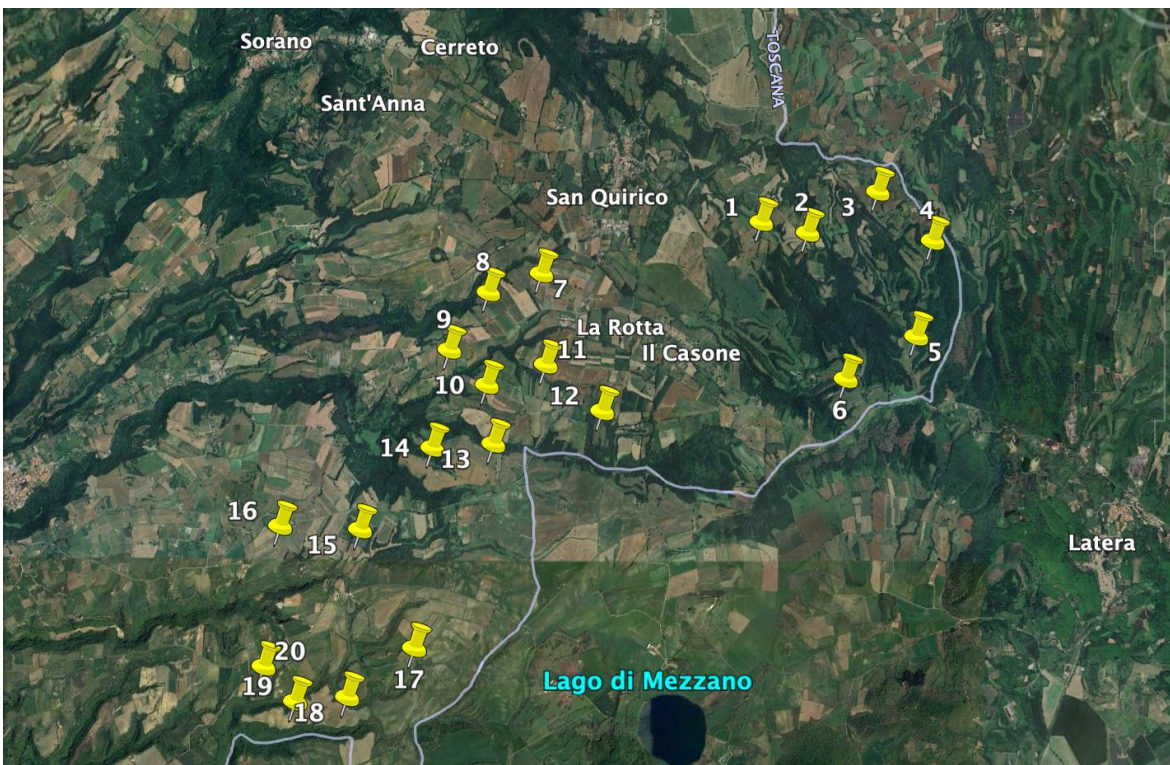 Sorano
Cerreto
TOSCANA
Sant'Anna
San Quirico
1
2
3
4
8
7
9
La Rotta
11
Il Casone
5
10
12
6
14
13
16
15
Latera
20
19
17
Lago di Mezzano
18